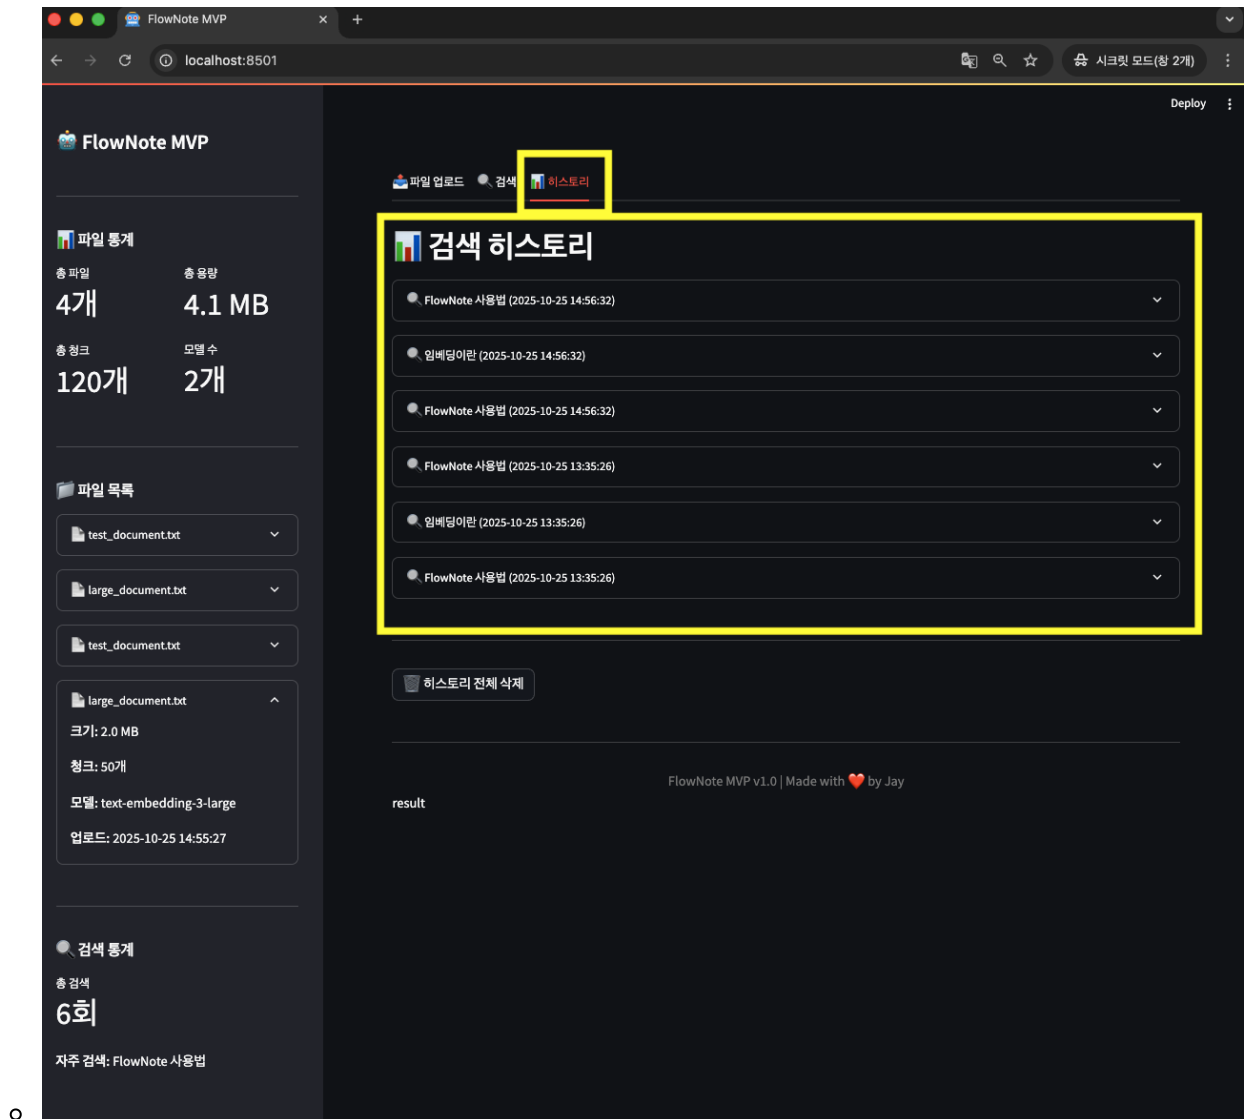 FlowNote MVP
localhost:8501
시크릿 모드(창 2개)
Deploy
FlowNote MVP
파일 통계
총 파일
총 용량
4개
4.1 MB
총 청크
모델 수
120개
2개
파일 목록
test_document.txt
large_document.txt
test_document.txt
large_document.txt
크기: 2.0 MB
청크: 50개
모델: text-embedding-3-large
업로드: 2025-10-25 14:55:27
검색 통계
총 검색
6회
자주 검색: FlowNote 사용법
파일 업로드 검색 히스토리
검색 히스토리
FlowNote 사용법 (2025-10-25 14:56:32)
임베딩이란 (2025-10-25 14:56:32)
FlowNote 사용법 (2025-10-25 14:56:32)
FlowNote 사용법 (2025-10-25 13:35:26)
임베딩이란 (2025-10-25 13:35:26)
FlowNote 사용법 (2025-10-25 13:35:26)
히스토리 전체 삭제
FlowNote MVP v1.0 | Made with ❤️ by Jay
result